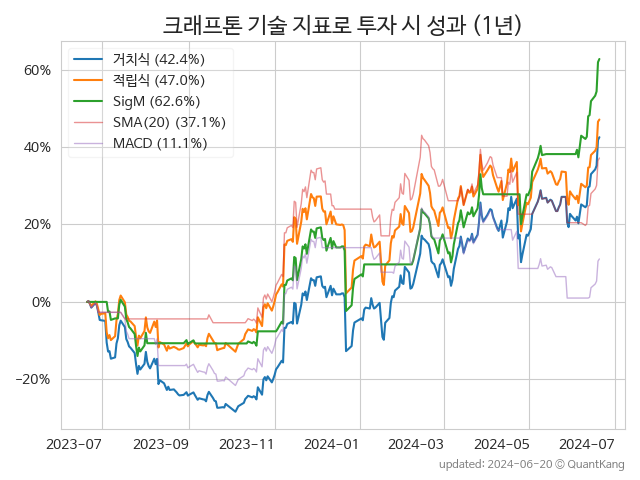 크래프톤 기술 지표로 투자 시 성과 (1년)
거치식 (42.4%)
적립식 (47.0%)
SigM (62.6%)
SMA(20) (37.1%)
MACD (11.1%)
60%
40%
20%
0%
−20%
2023-07 2023-09 2023-11 2024-01 2024-03 2024-05 2024-07
updated: 2024-06-20 ⓒ QuantKang